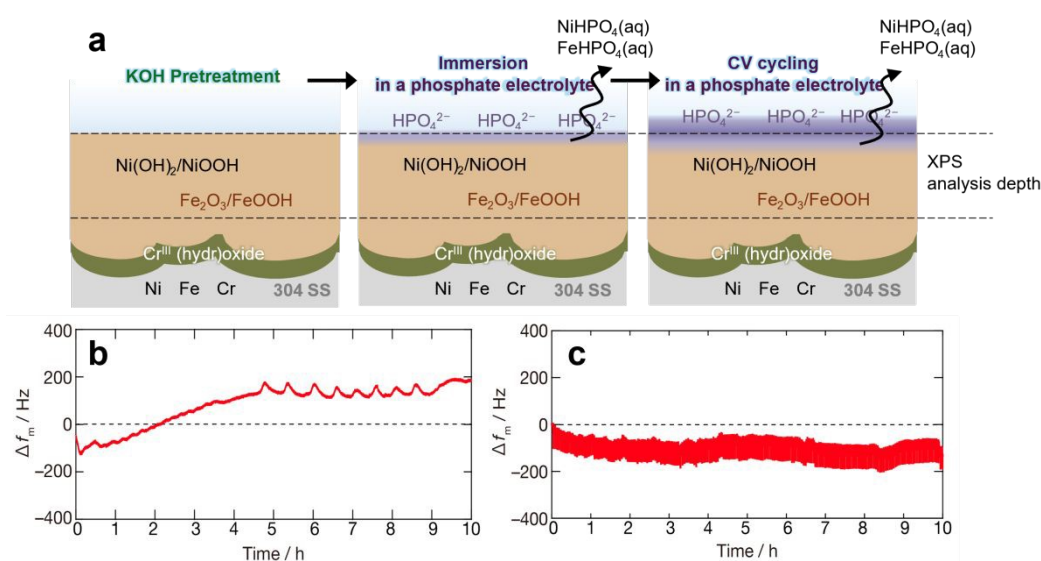 a
NiHPO₄(aq)
FeHPO₄(aq)
NiHPO₄(aq)
FeHPO₄(aq)
KOH Pretreatment
Immersion
in a phosphate electrolyte
CV cycling
in a phosphate electrolyte
HPO₄²⁻ HPO₄²⁻ HPO₄²⁻
HPO₄²⁻ HPO₄²⁻ HPO₄²⁻
Ni(OH)₂/NiOOH
Fe₂O₃/FeOOH
Crᴵᴵᴵ (hydr)oxide
Ni Fe Cr 304 SS
Ni(OH)₂/NiOOH
Fe₂O₃/FeOOH
Crᴵᴵᴵ (hydr)oxide
Ni Fe Cr 304 SS
Ni(OH)₂/NiOOH
Fe₂O₃/FeOOH
Crᴵᴵᴵ (hydr)oxide
Ni Fe Cr 304 SS
XPS
analysis depth
b
400
200
0
−200
−400
Δfₘ / Hz
0 1 2 3 4 5 6 7 8 9 10
Time / h
c
400
200
0
−200
−400
Δfₘ / Hz
0 1 2 3 4 5 6 7 8 9 10
Time / h